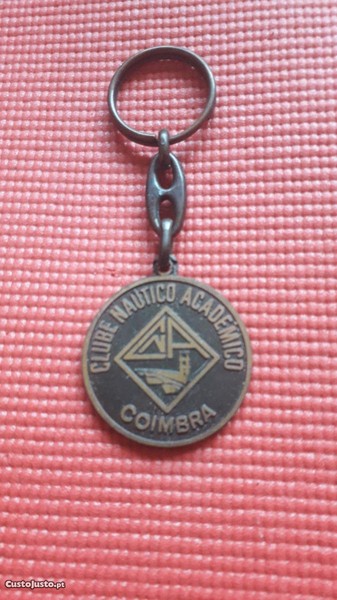 CLUBE NAUTICO ACADEMICO
CNA
COIMBRA
CustoJusto.pt